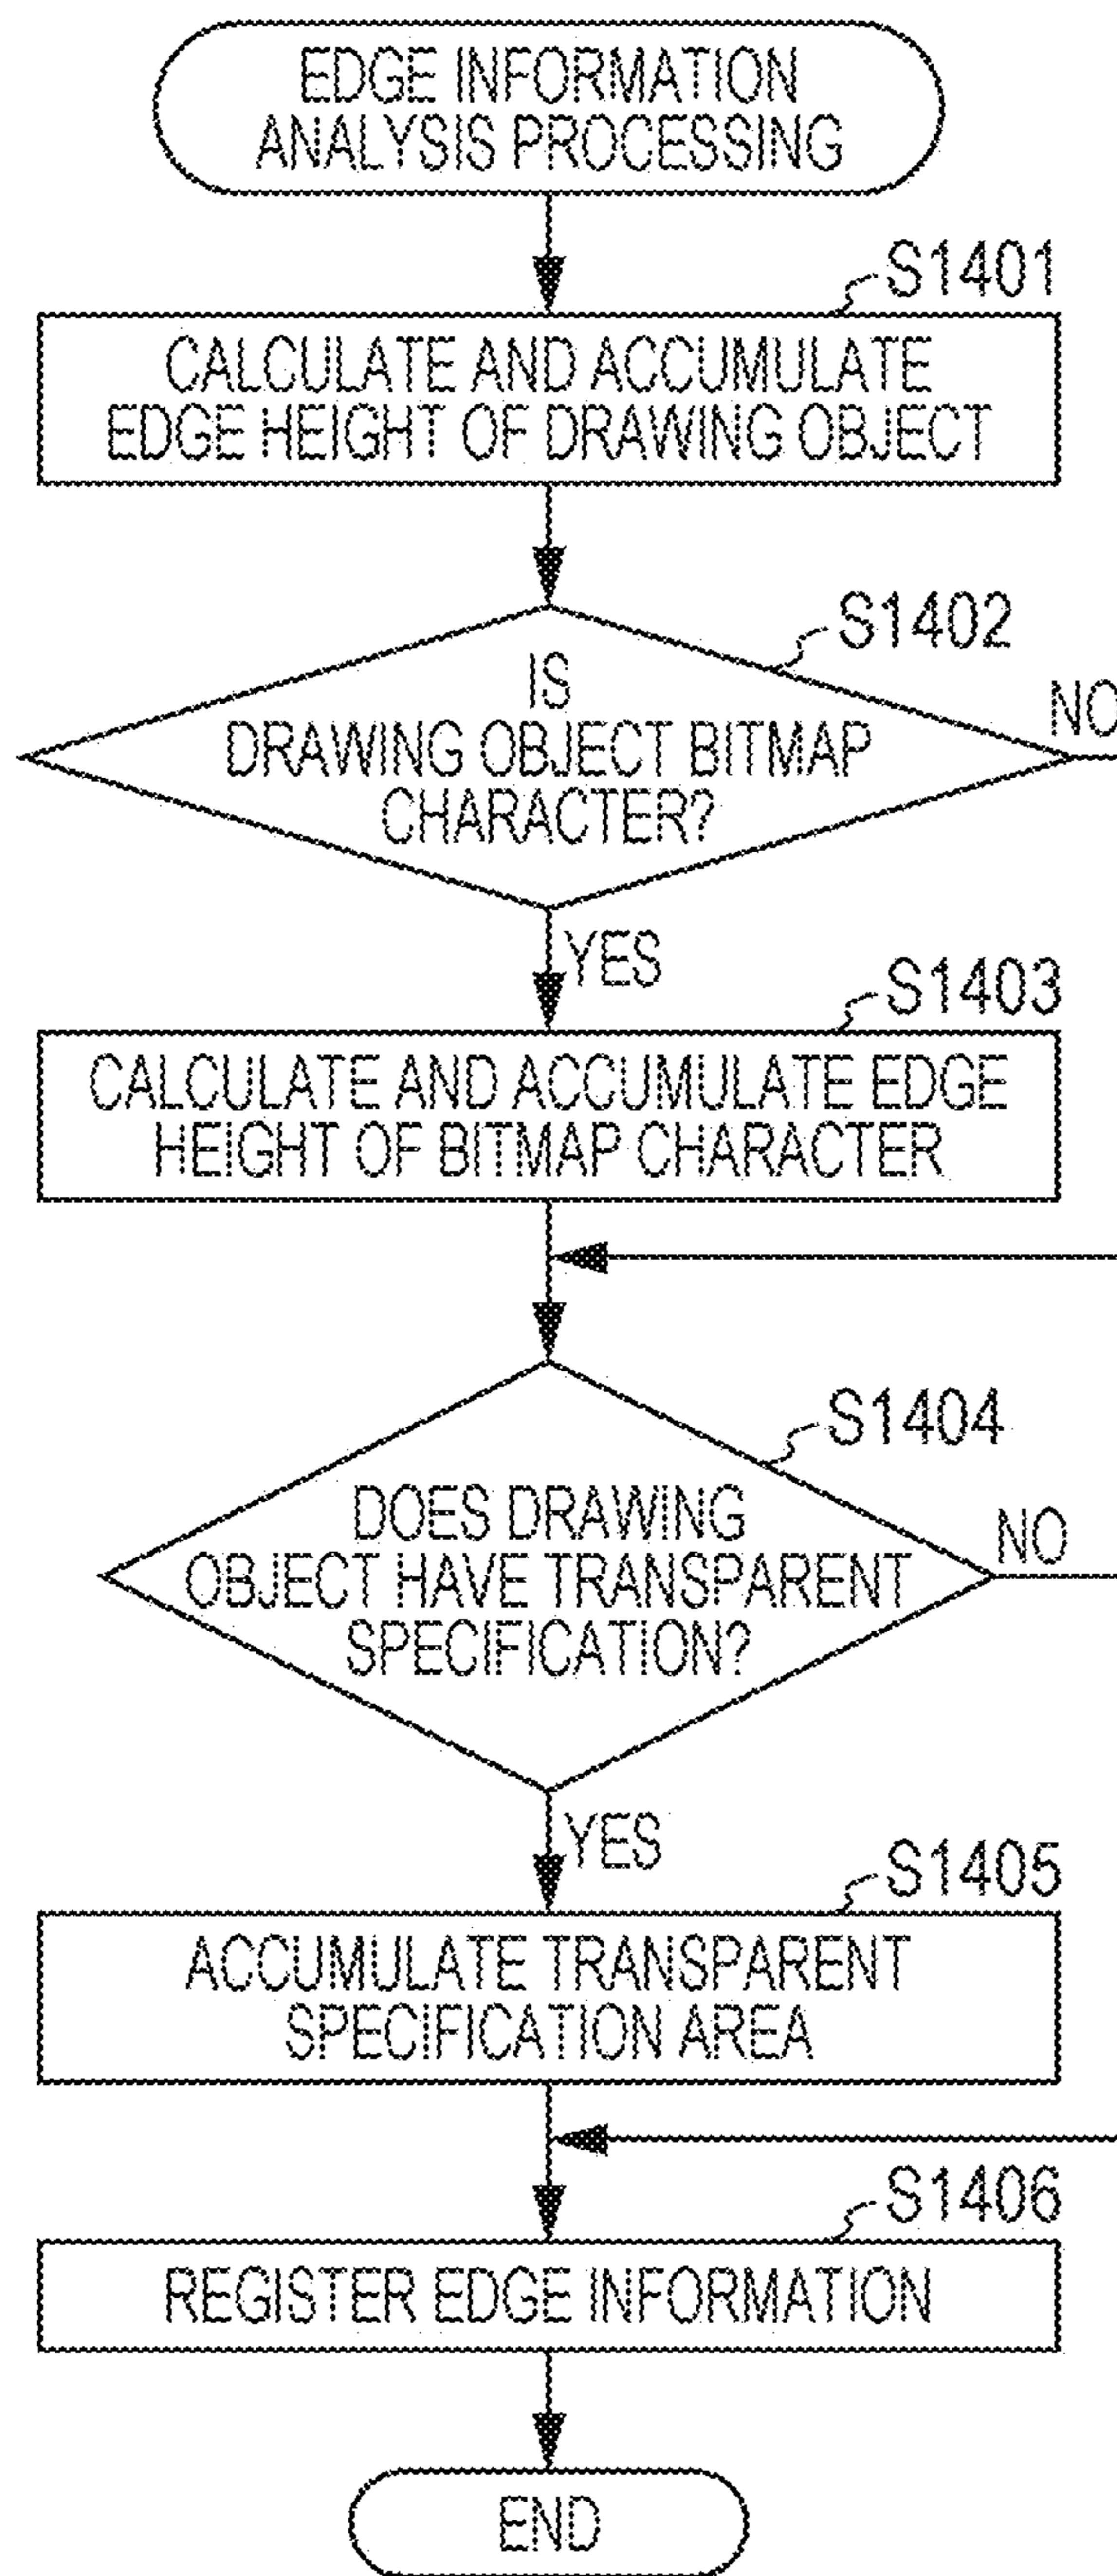 EDGE INFORMATION
ANALYSIS PROCESSING
S1401
CALCULATE AND ACCUMULATE
EDGE HEIGHT OF DRAWING OBJECT
S1402
IS
DRAWING OBJECT BITMAP
CHARACTER?
NO
YES
S1403
CALCULATE AND ACCUMULATE EDGE
HEIGHT OF BITMAP CHARACTER
S1404
DOES DRAWING
OBJECT HAVE TRANSPARENT
SPECIFICATION?
NO
YES
S1405
ACCUMULATE TRANSPARENT
SPECIFICATION AREA
S1406
REGISTER EDGE INFORMATION
END